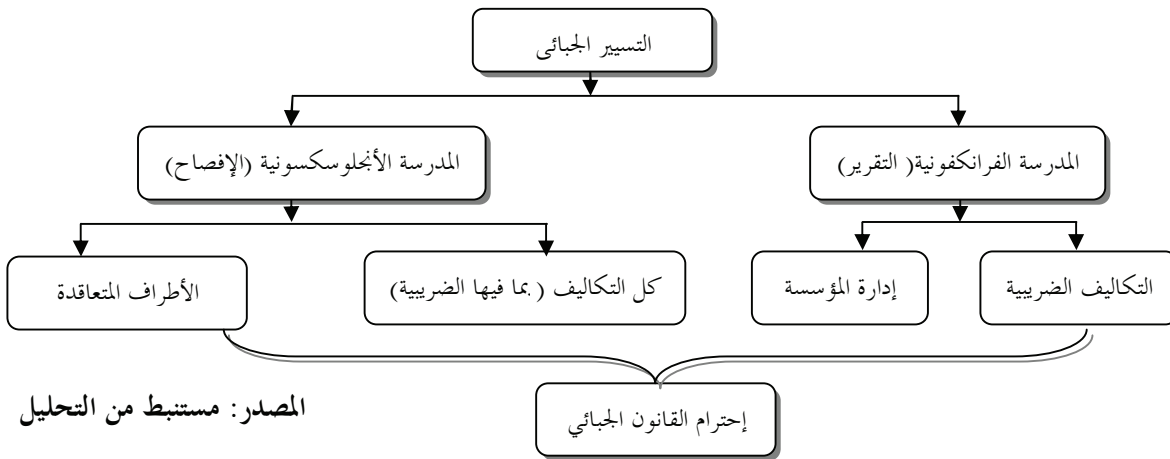 التسيير الجبائى
المدرسة الفرانكفونية( التقرير)
المدرسة الأنجلوسكسونية (الإفصاح)
التكاليف الضريبية
إدارة المؤسسة
كل التكاليف ( بما فيها الضريبية)
الأطراف المتعاقدة
إحترام القانون الجبائي
المصدر: مستنبط من التحليل